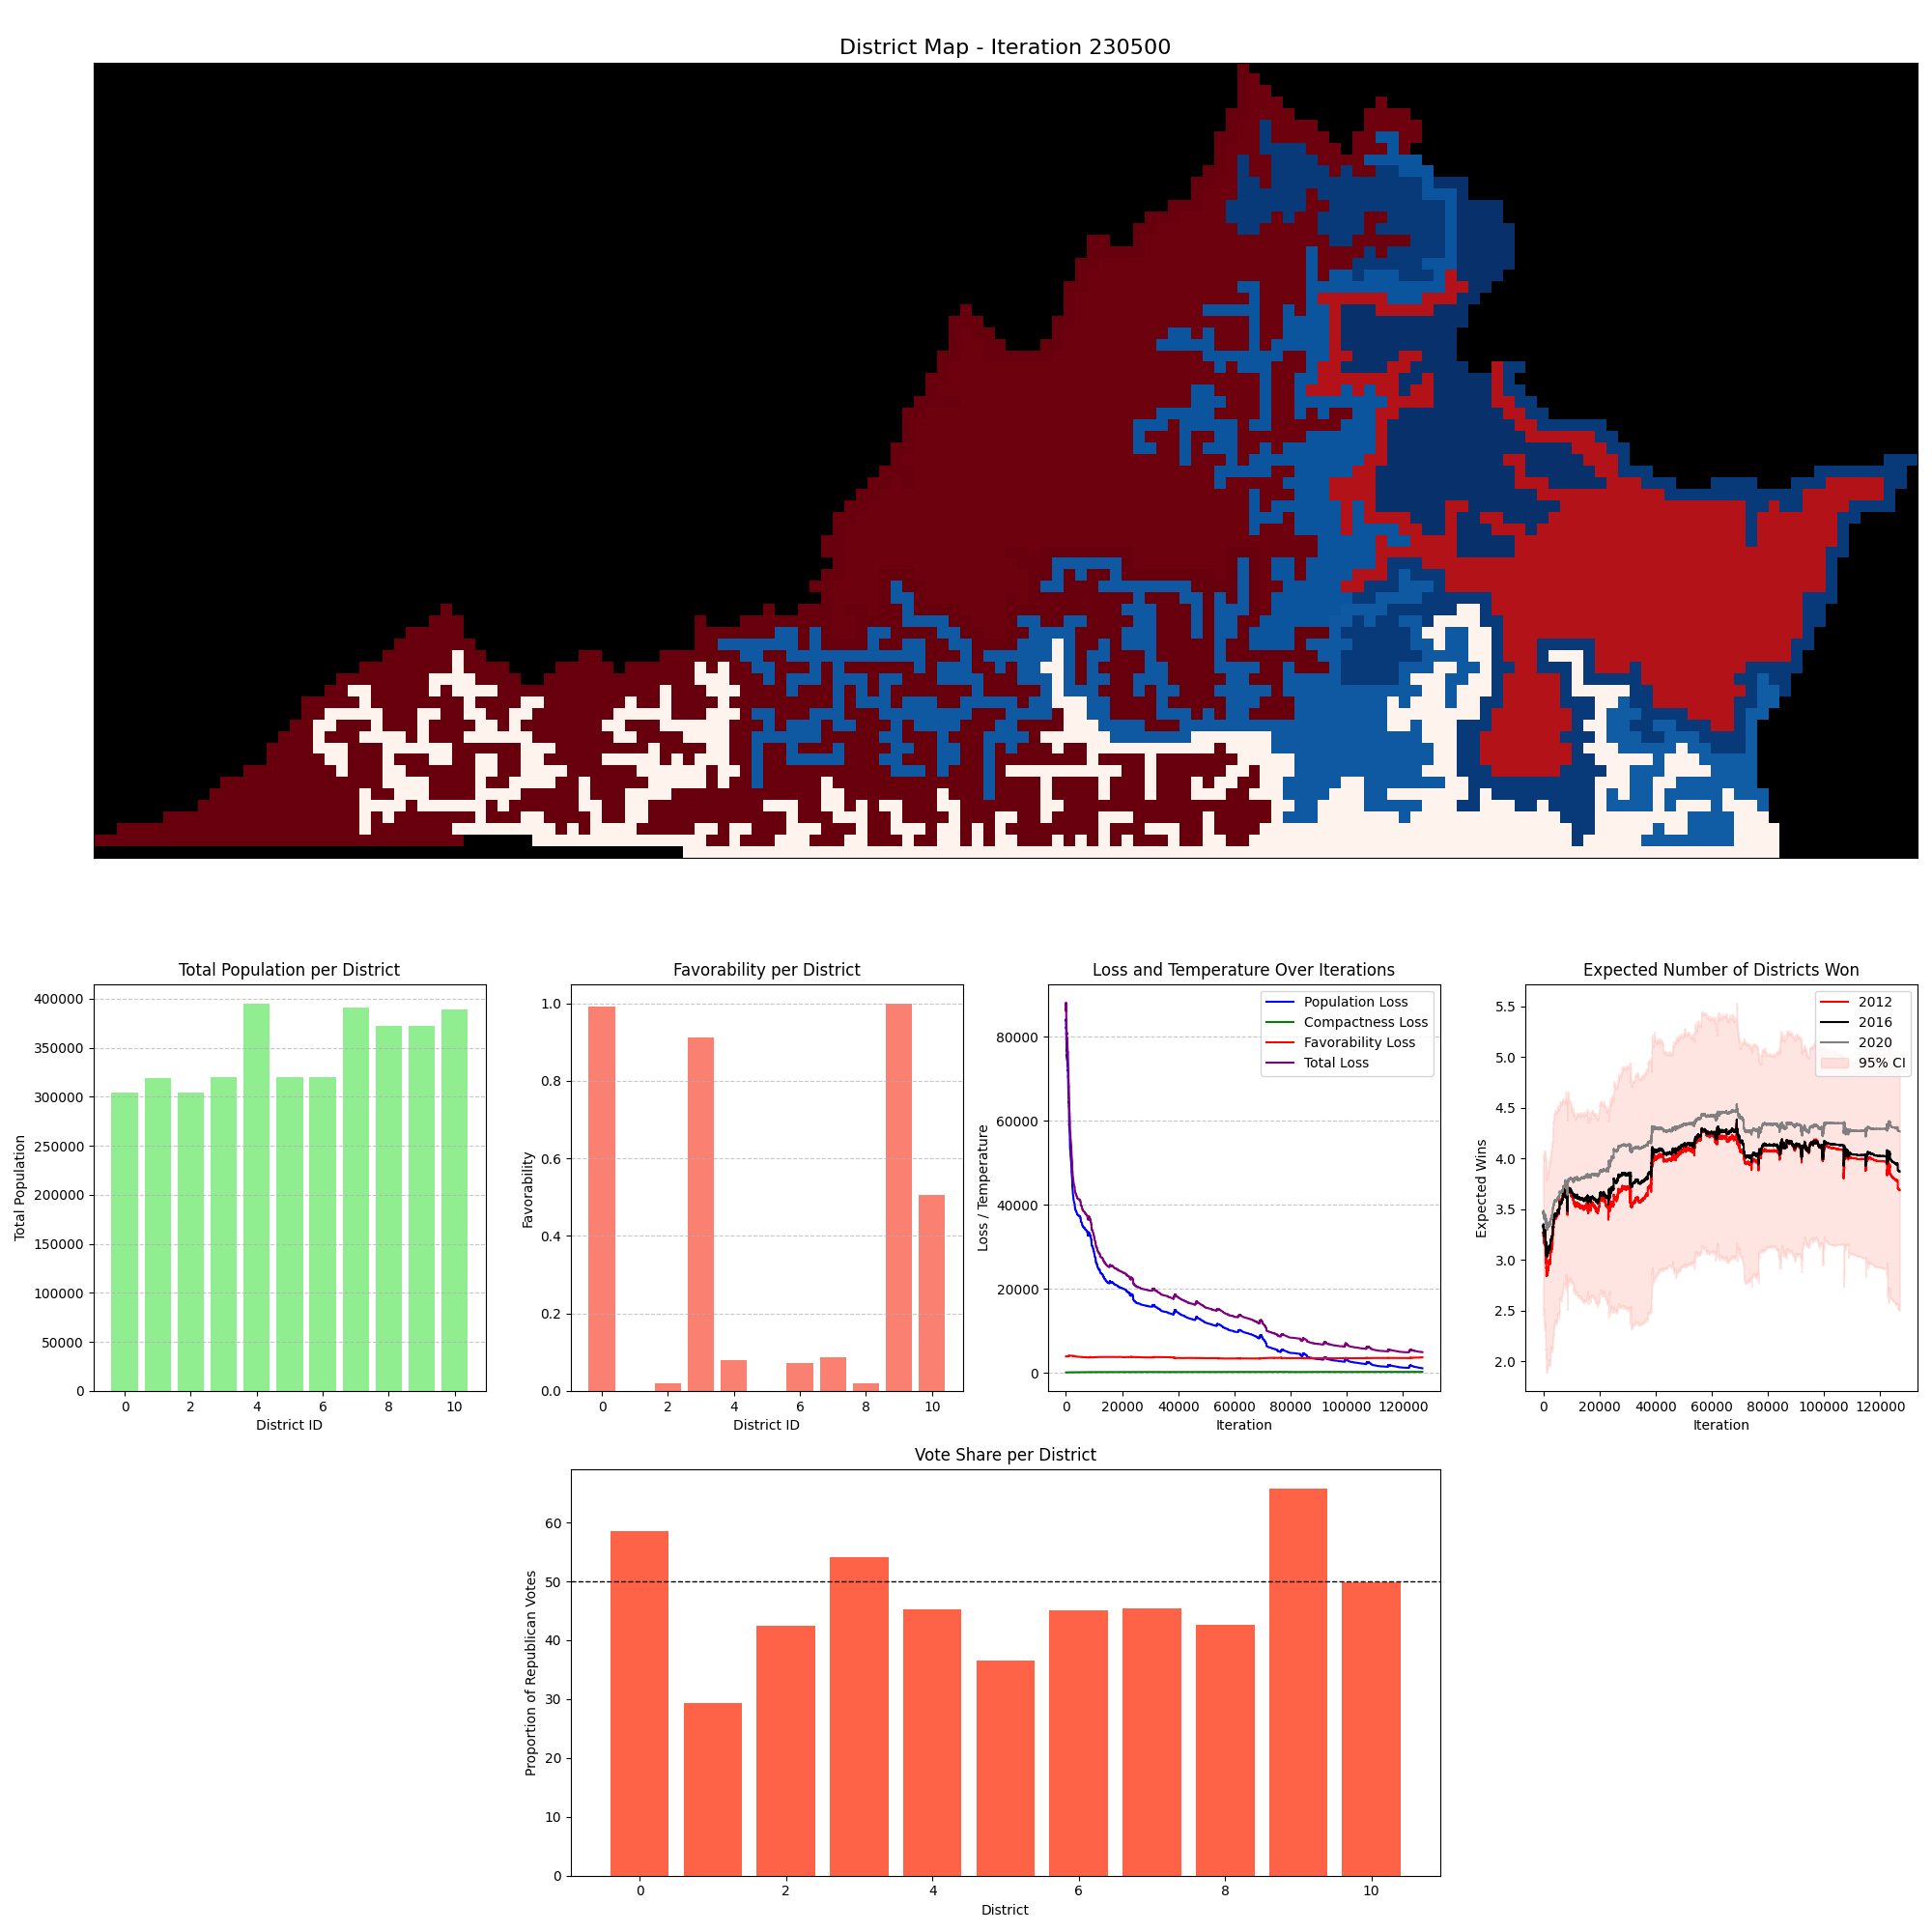 District Map - Iteration 230500
Total Population per District
Total Population
400000
350000
300000
250000
200000
150000
100000
50000
0
0 2 4 6 8 10
District ID
Favorability per District
Favorability
1.0
0.8
0.6
0.4
0.2
0.0
0 2 4 6 8 10
District ID
Loss and Temperature Over Iterations
Loss / Temperature
80000
60000
40000
20000
0
Population Loss
Compactness Loss
Favorability Loss
Total Loss
0 20000 40000 60000 80000 100000 120000
Iteration
Expected Number of Districts Won
Expected Wins
5.5
5.0
4.5
4.0
3.5
3.0
2.5
2.0
2012
2016
2020
95% CI
0 20000 40000 60000 80000 100000 120000
Iteration
Vote Share per District
Proportion of Republican Votes
60
50
40
30
20
10
0
0 2 4 6 8 10
District